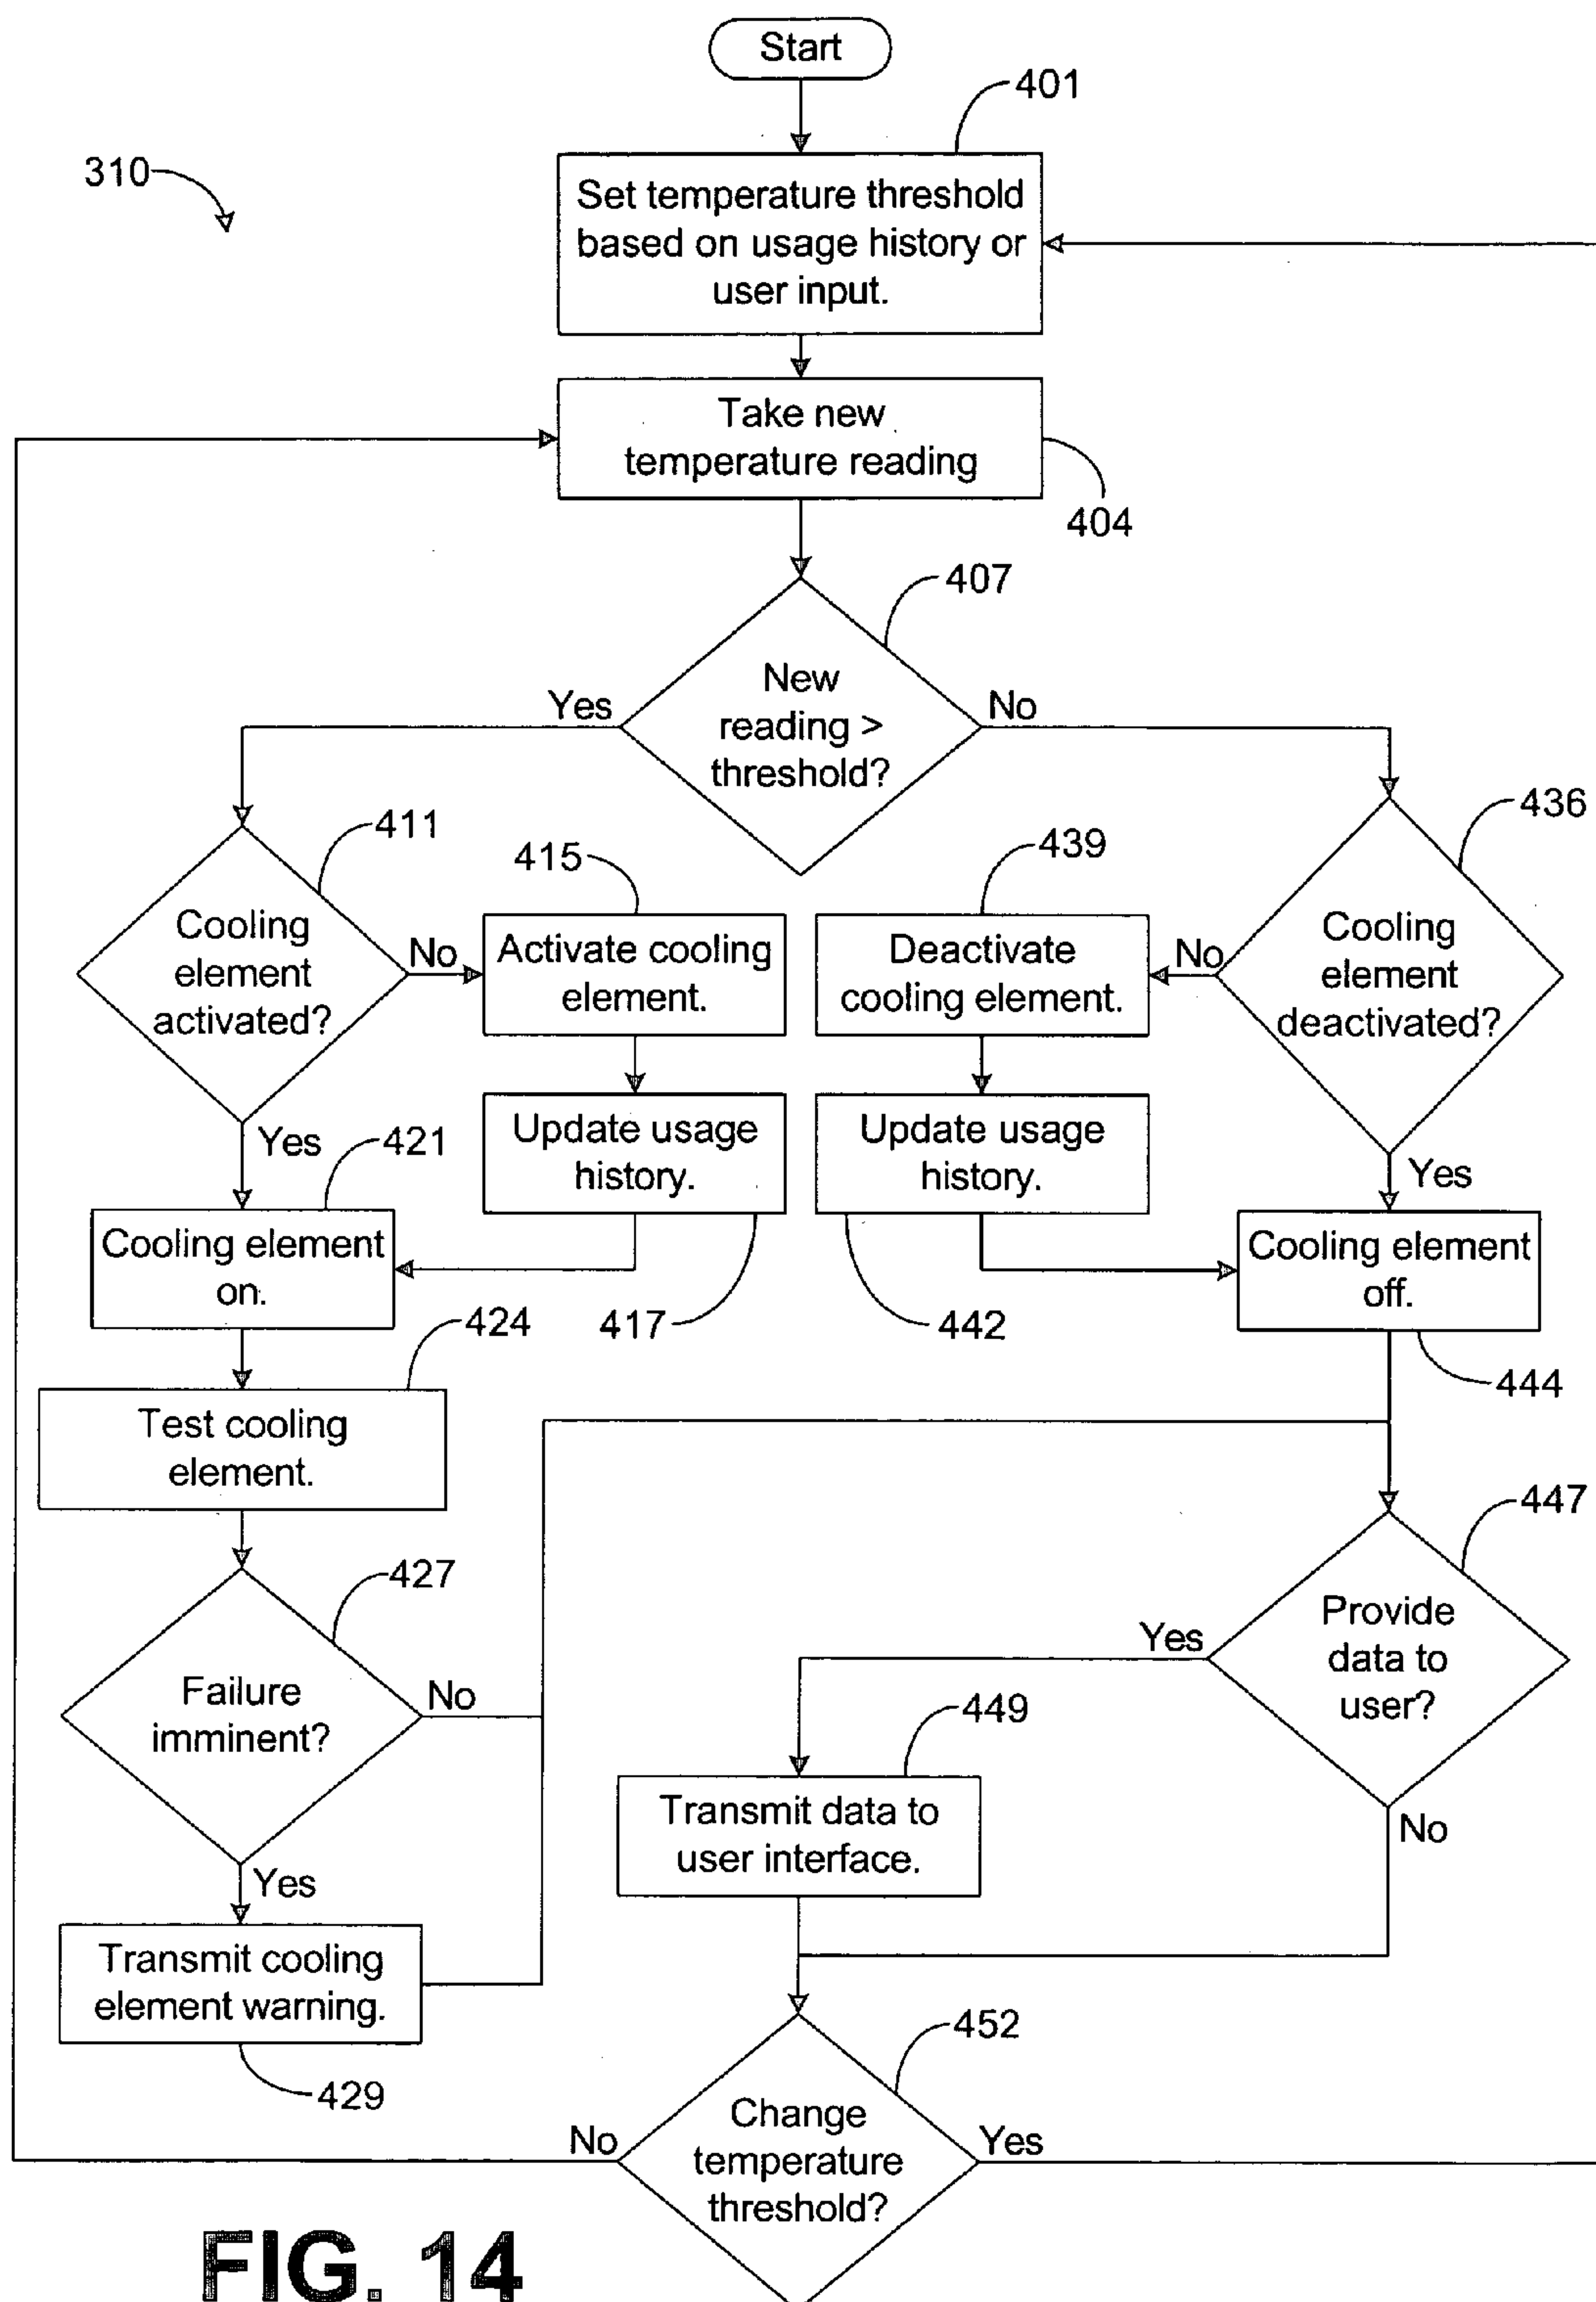 Start
401
310
Set temperature threshold
based on usage history or
user input.
Take new
temperature reading
404
407
New
reading >
threshold?
Yes
No
411
415
439
436
Cooling
element
activated?
No
Activate cooling
element.
Deactivate
cooling element.
No
Cooling
element
deactivated?
Yes
421
Update usage
history.
Update usage
history.
Yes
Cooling element
on.
417
442
Cooling element
off.
424
444
Test cooling
element.
427
447
Failure
imminent?
No
Provide
data to
user?
Yes
449
Transmit data to
user interface.
No
Yes
Transmit cooling
element warning.
429
452
Change
temperature
threshold?
No
Yes
FIG. 14